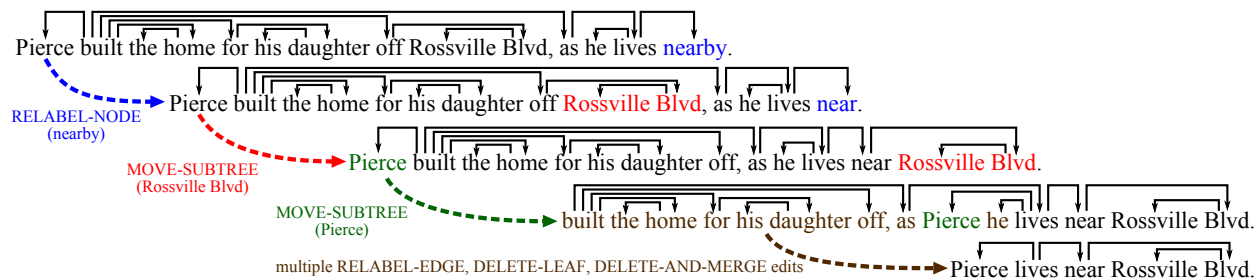 Pierce built the home for his daughter off Rossville Blvd, as he lives nearby.
RELABEL-NODE
(nearby)
Pierce built the home for his daughter off Rossville Blvd, as he lives near.
MOVE-SUBTREE
(Rossville Blvd)
Pierce built the home for his daughter off, as he lives near Rossville Blvd.
MOVE-SUBTREE
(Pierce)
built the home for his daughter off, as Pierce he lives near Rossville Blvd.
multiple RELABEL-EDGE, DELETE-LEAF, DELETE-AND-MERGE edits
Pierce lives near Rossville Blvd.